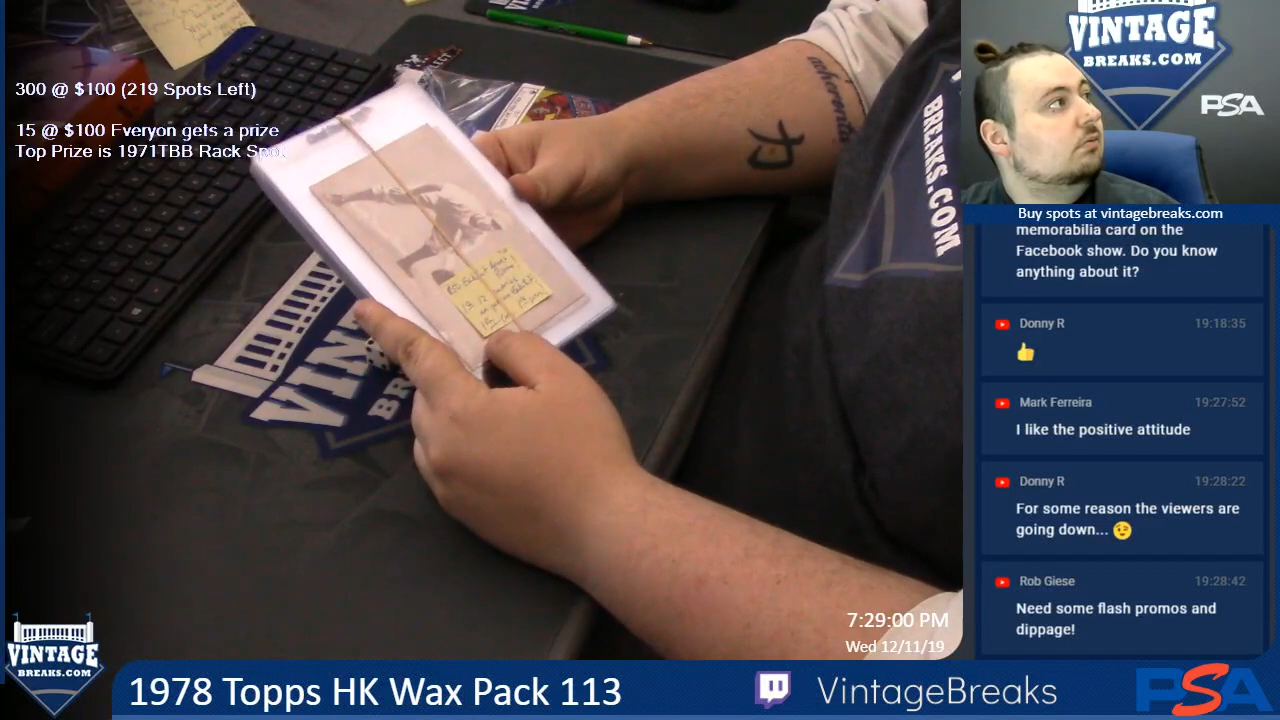 300 @ $100 (219 Spots Left)
15 @ $100 Everyon gets a prize
Top Prize is 1971TBB Rack Spot
BREAKS.COM
力
VINTAGE
BREAKS.COM
PSA
Buy spots at vintagebreaks.com
memorabilia card on the
Facebook show. Do you know
anything about it?
Donny R 19:18:35
👍
Mark Ferreira 19:27:52
I like the positive attitude
Donny R 19:28:22
For some reason the viewers are
going down... 🤨
Rob Giese 19:28:42
Need some flash promos and
dippage!
7:29:00 PM
Wed 12/11/19
VINTAGE
BREAKS.COM
1978 Topps HK Wax Pack 113
VintageBreaks
PSA